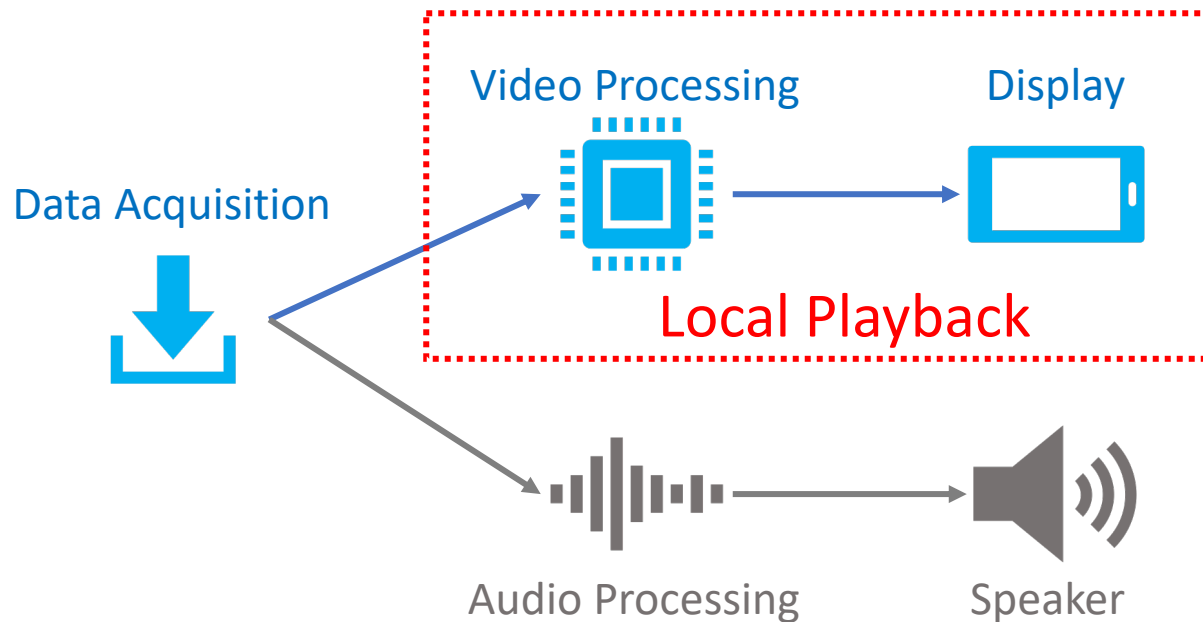 Video Processing
Display
Data Acquisition
Local Playback
Audio Processing
Speaker